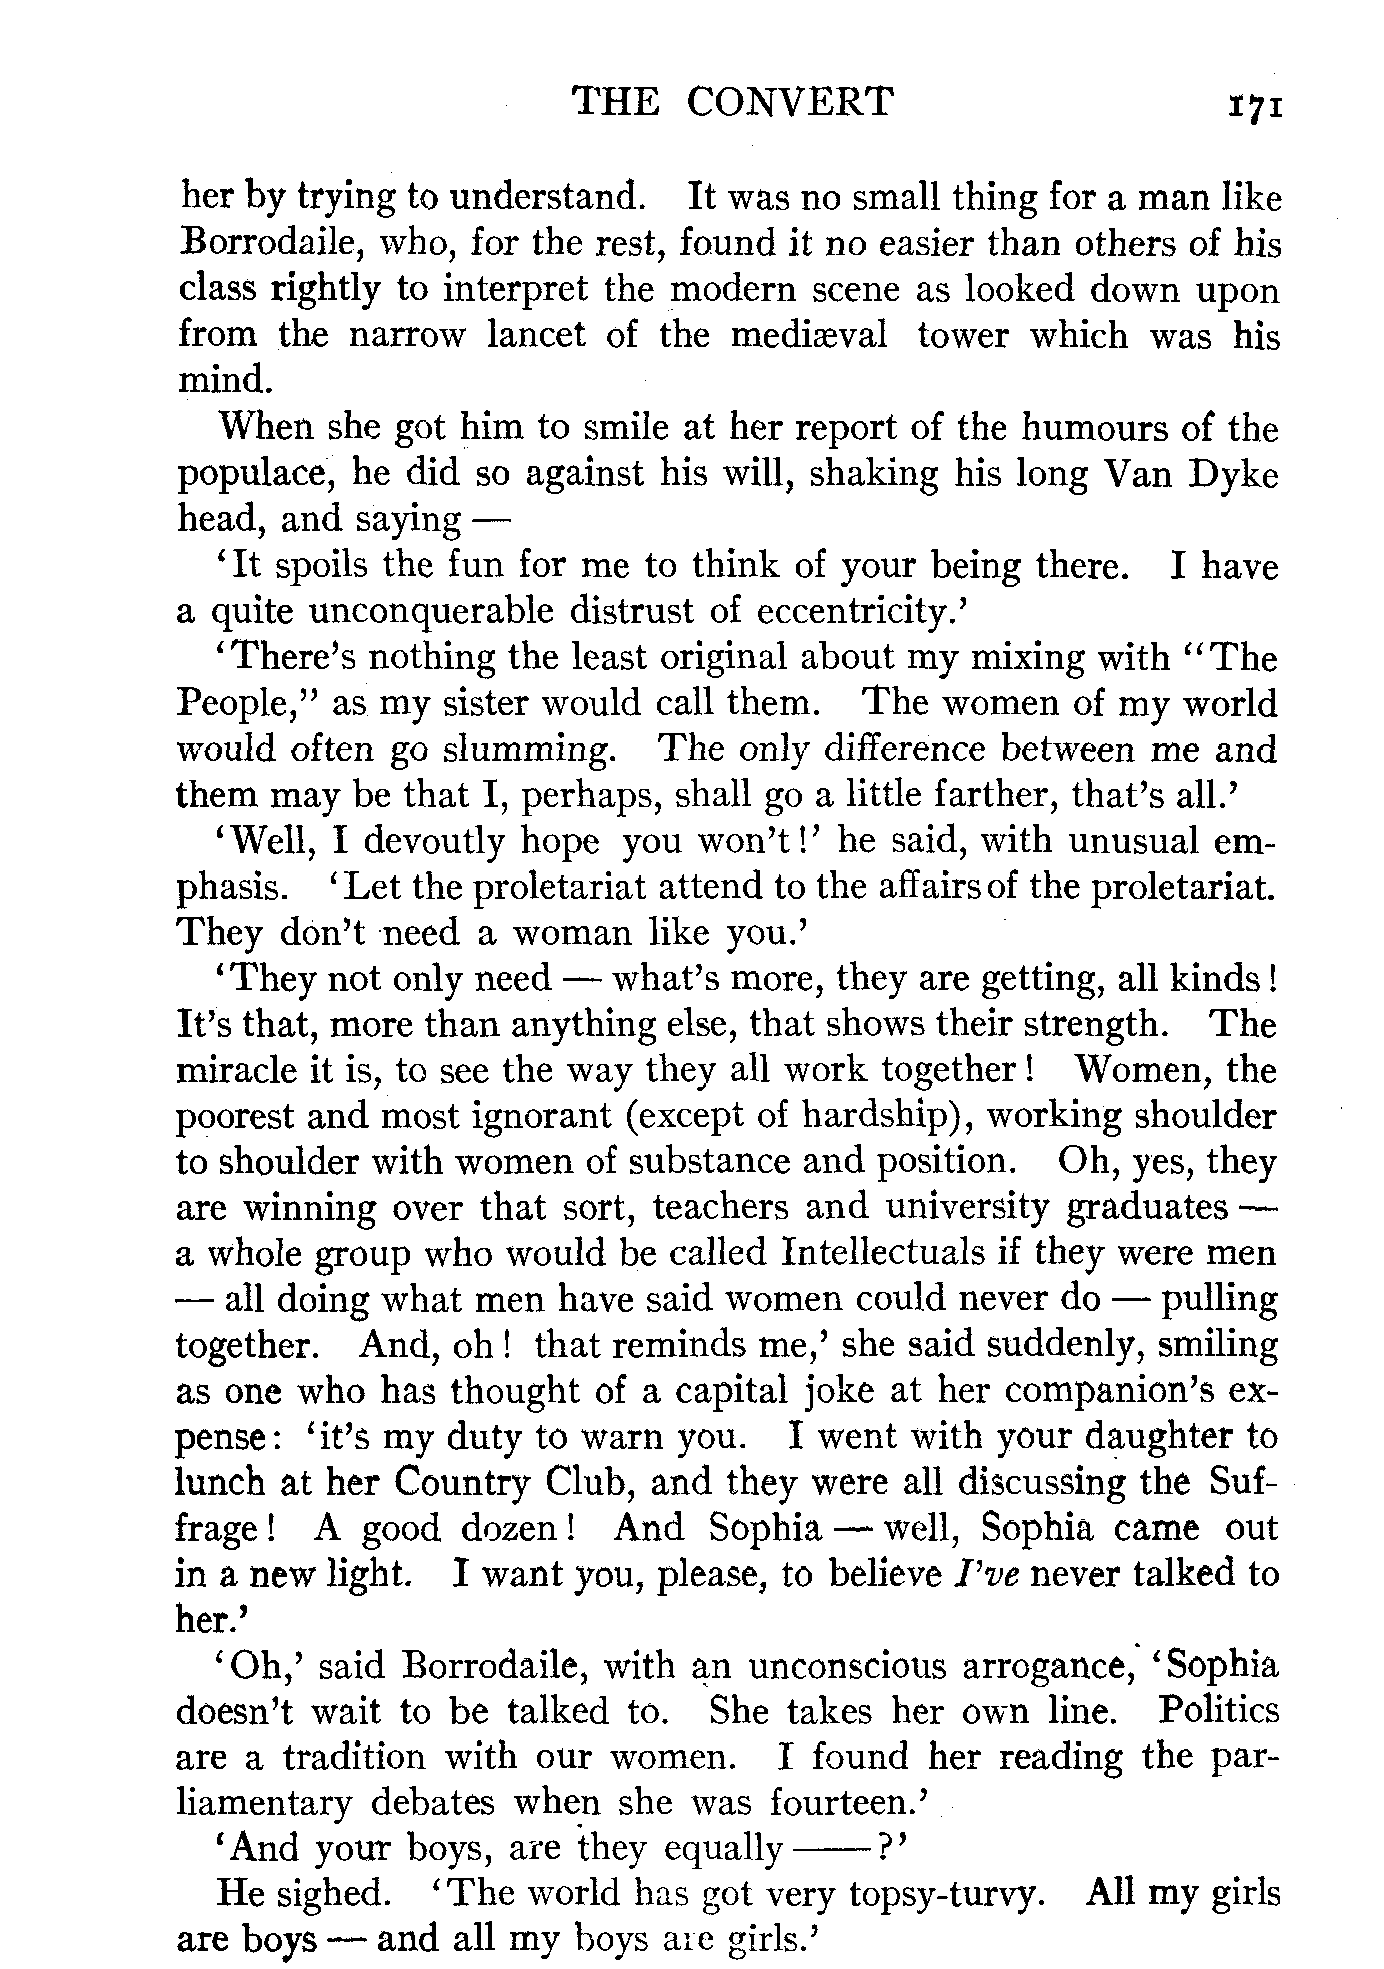 THE CONVERT 171
her by trying to understand. It was no small thing for a man like
Borrodaile, who, for the rest, found it no easier than others of his
class rightly to interpret the modern scene as looked down upon
from the narrow lancet of the mediæval tower which was his
mind.
When she got him to smile at her report of the humours of the
populace, he did so against his will, shaking his long Van Dyke
head, and saying —
‘It spoils the fun for me to think of your being there. I have
a quite unconquerable distrust of eccentricity.’
‘There’s nothing the least original about my mixing with “The
People,” as my sister would call them. The women of my world
would often go slumming. The only difference between me and
them may be that I, perhaps, shall go a little farther, that’s all.’
‘Well, I devoutly hope you won’t!’ he said, with unusual em-
phasis. ‘Let the proletariat attend to the affairs of the proletariat.
They don’t need a woman like you.’
‘They not only need — what’s more, they are getting, all kinds!
It’s that, more than anything else, that shows their strength. The
miracle it is, to see the way they all work together! Women, the
poorest and most ignorant (except of hardship), working shoulder
to shoulder with women of substance and position. Oh, yes, they
are winning over that sort, teachers and university graduates —
a whole group who would be called Intellectuals if they were men
— all doing what men have said women could never do — pulling
together. And, oh! that reminds me,’ she said suddenly, smiling
as one who has thought of a capital joke at her companion’s ex-
pense: ‘it’s my duty to warn you. I went with your daughter to
lunch at her Country Club, and they were all discussing the Suf-
frage! A good dozen! And Sophia — well, Sophia came out
in a new light. I want you, please, to believe I’ve never talked to
her.’
‘Oh,’ said Borrodaile, with an unconscious arrogance, ‘Sophia
doesn’t wait to be talked to. She takes her own line. Politics
are a tradition with our women. I found her reading the par-
liamentary debates when she was fourteen.’
‘And your boys, are they equally ——?’
He sighed. ‘The world has got very topsy-turvy. All my girls
are boys — and all my boys are girls.’